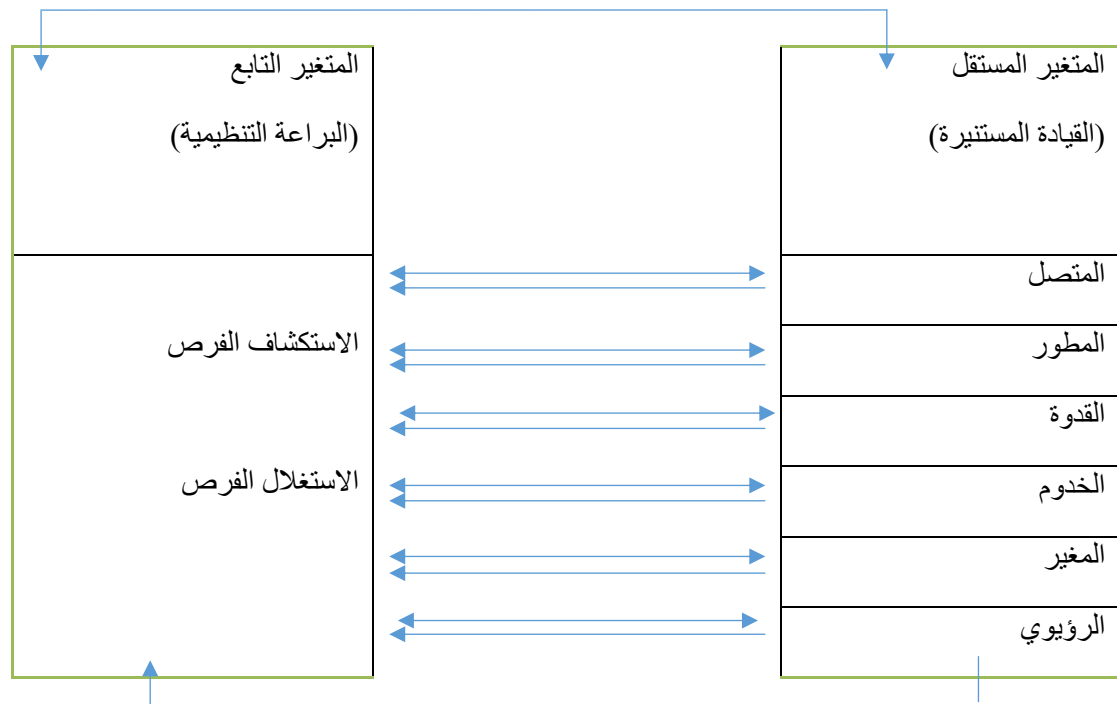 المتغير المستقل
(القيادة المستنيرة)
المتصل
المطور
القدوة
الخدوم
المغير
الرؤيوي
المتغير التابع
(البراعة التنظيمية)
الاستكشاف الفرص
الاستغلال الفرص